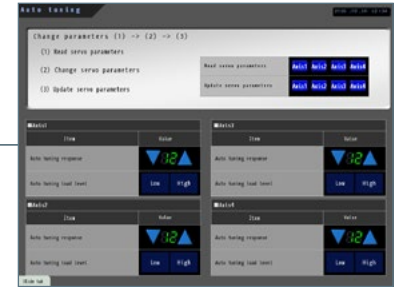 Auto tuning
Change parameters (1) -> (2) -> (3)
(1) Read servo parameters
(2) Change servo parameters
(3) Update servo parameters
Read servo parameters Axis1 Axis2 Axis3 Axis4
Update servo parameters Axis1 Axis2 Axis3 Axis4
■Axis1
Item Value
Auto tuning response 12
Auto tuning load level Low High
■Axis3
Item Value
Auto tuning response 12
Auto tuning load level Low High
■Axis2
Item Value
Auto tuning response 12
Auto tuning load level Low High
■Axis4
Item Value
Auto tuning response 12
Auto tuning load level Low High